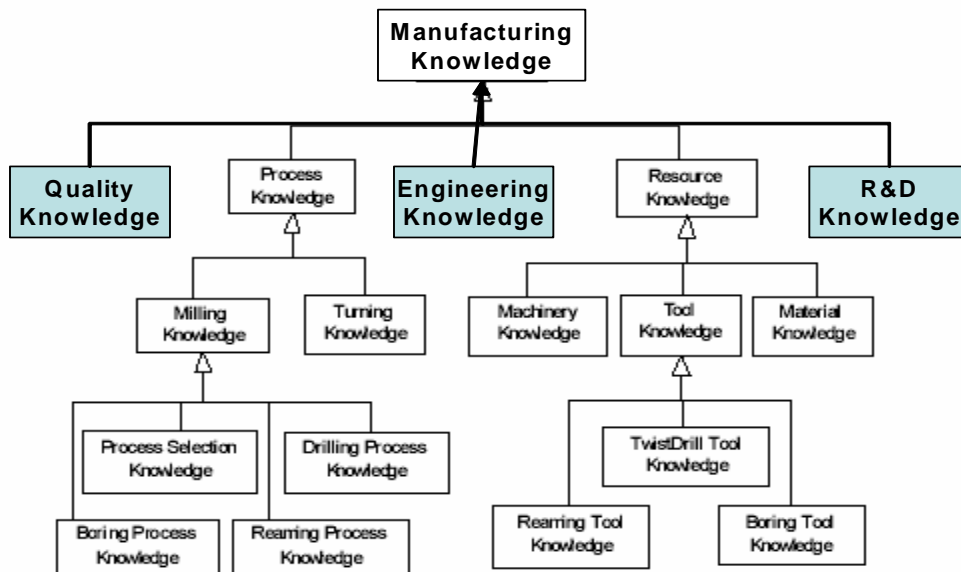 Manufacturing
Knowledge
Quality
Knowledge
Process
Knowledge
Engineering
Knowledge
Resource
Knowledge
R&D
Knowledge
Milling
Knowledge
Turning
Knowledge
Machinery
Knowledge
Tool
Knowledge
Material
Knowledge
Process Selection
Knowledge
Drilling Process
Knowledge
TwistDrill Tool
Knowledge
Boring Process
Knowledge
Reaming Process
Knowledge
Reaming Tool
Knowledge
Boring Tool
Knowledge